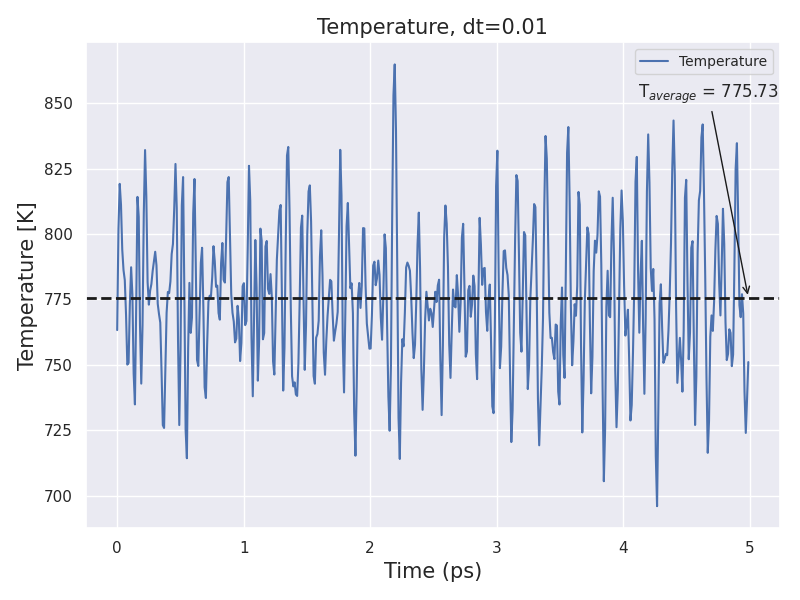 Temperature, dt=0.01
Temperature
T_average = 775.73
Temperature [K]
850
825
800
775
750
725
700
0 1 2 3 4 5
Time (ps)